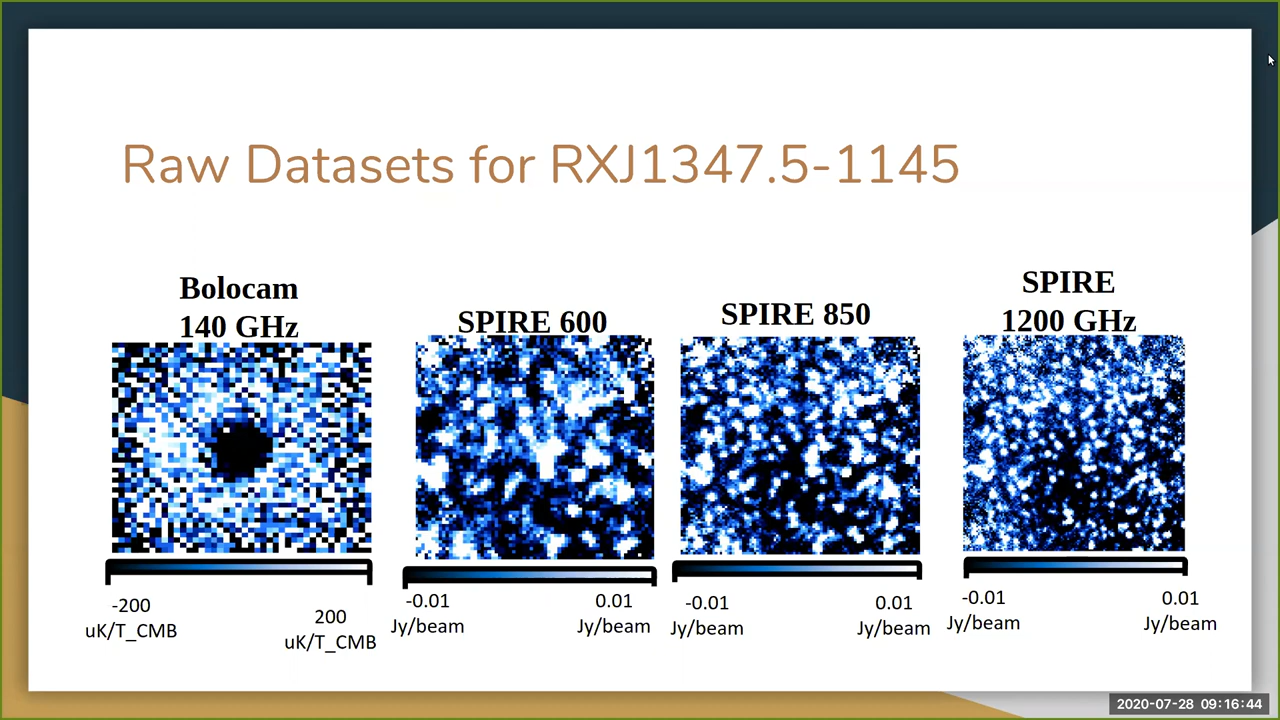 Raw Datasets for RXJ1347.5-1145
Bolocam
140 GHz
SPIRE 600
SPIRE 850
SPIRE
1200 GHz
-200
uK/T_CMB
200
uK/T_CMB
-0.01
Jy/beam
0.01
Jy/beam
-0.01
Jy/beam
0.01
Jy/beam
-0.01
Jy/beam
0.01
Jy/beam
2020-07-28 09:16:44